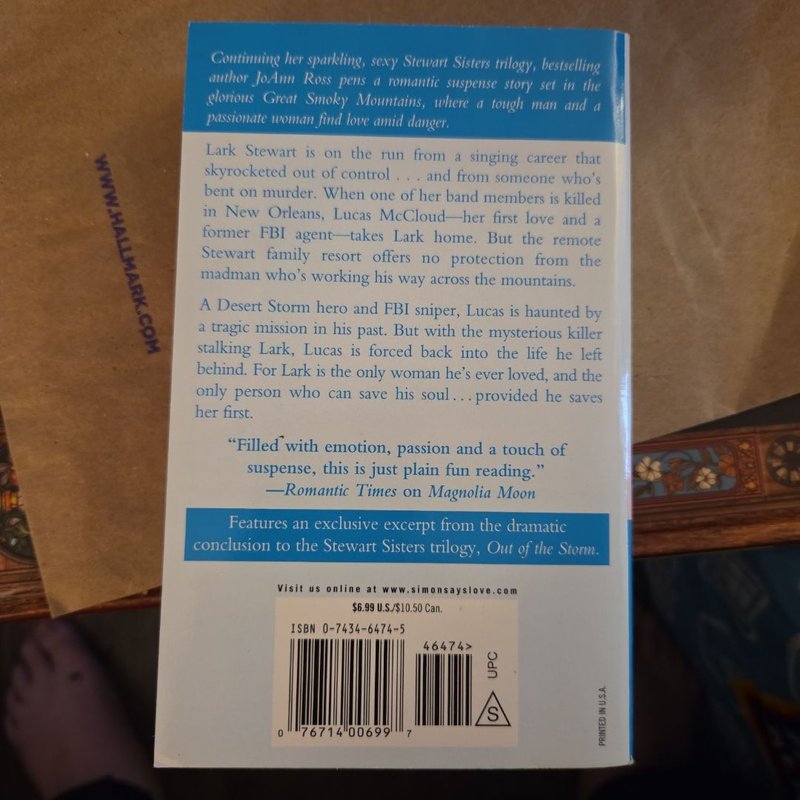 Continuing her sparkling, sexy Stewart Sisters trilogy, bestselling
author JoAnn Ross pens a romantic suspense story set in the
glorious Great Smoky Mountains, where a tough man and a
passionate woman find love amid danger.
Lark Stewart is on the run from a singing career that
skyrocketed out of control . . . and from someone who's
bent on murder. When one of her band members is killed
in New Orleans, Lucas McCloud—her first love and a
former FBI agent—takes Lark home. But the remote
Stewart family resort offers no protection from the
madman who's working his way across the mountains.
A Desert Storm hero and FBI sniper, Lucas is haunted by
a tragic mission in his past. But with the mysterious killer
stalking Lark, Lucas is forced back into the life he left
behind. For Lark is the only woman he's ever loved, and the
only person who can save his soul . . . provided he saves
her first.
"Filled with emotion, passion and a touch of
suspense, this is just plain fun reading."
—Romantic Times on Magnolia Moon
Features an exclusive excerpt from the dramatic
conclusion to the Stewart Sisters trilogy, Out of the Storm.
Visit us online at www.simonsayslove.com
$6.99 U.S./$10.50 Can.
ISBN 0-7434-6474-5
46474>
UPC
S
0 76714 00699 7
PRINTED IN U.S.A.
WWW.HALLMARK.COM